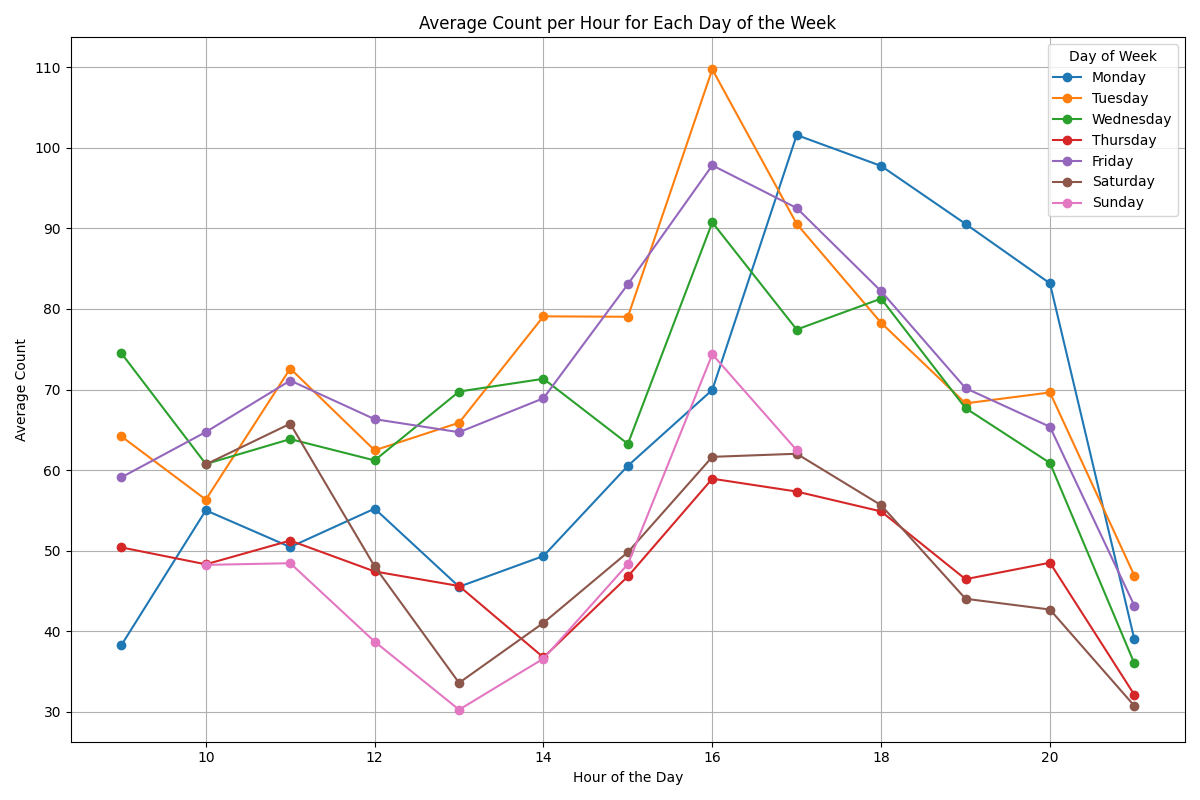 Average Count per Hour for Each Day of the Week
Day of Week
Monday
Tuesday
Wednesday
Thursday
Friday
Saturday
Sunday
Average Count
110
100
90
80
70
60
50
40
30
10 12 14 16 18 20
Hour of the Day